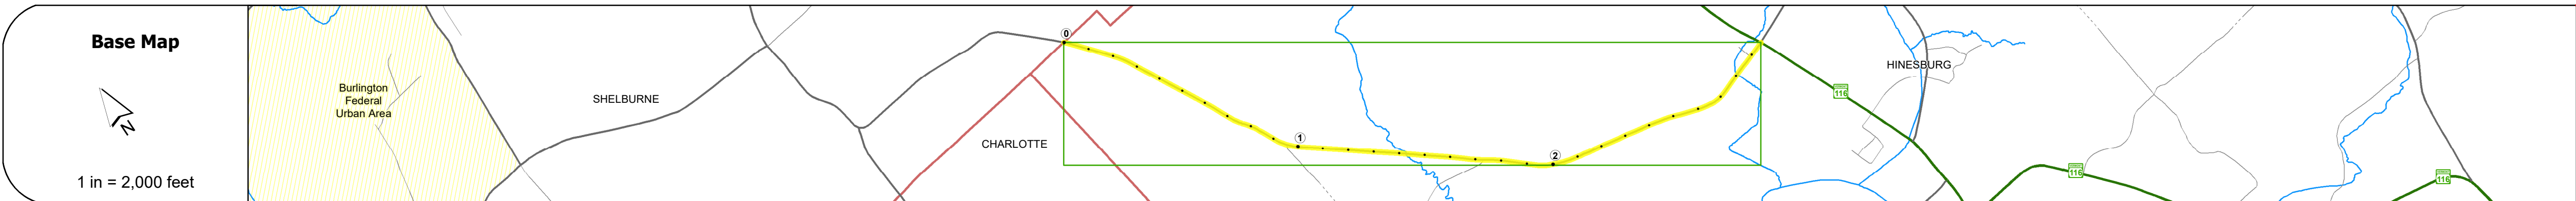 Base Map
N
1 in = 2,000 feet
Burlington
Federal
Urban Area
SHELBURNE
CHARLOTTE
0
1
2
116
HINESBURG
116
116